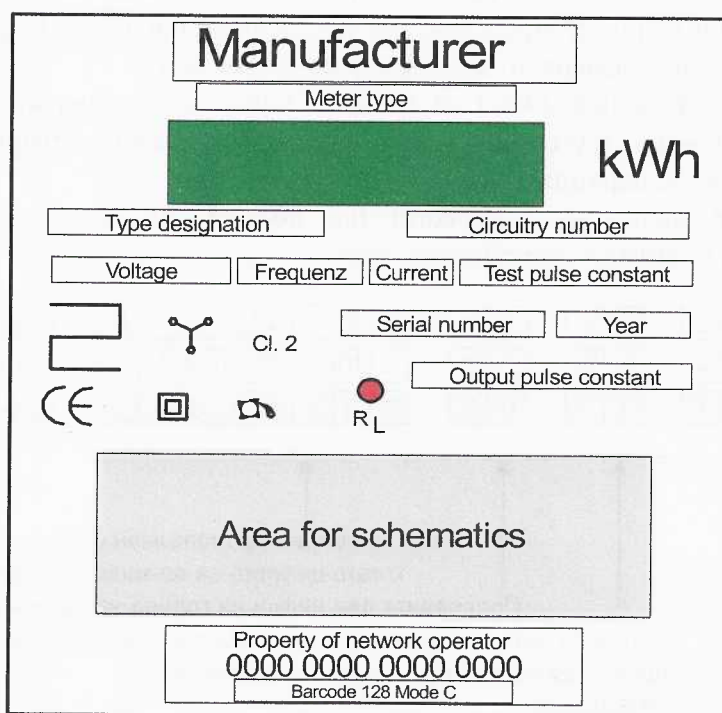 Manufacturer
Meter type
kWh
Type designation Circuitry number
Voltage Frequenz Current Test pulse constant
Serial number Year
Cl. 2
Output pulse constant
CE
RL
Area for schematics
Property of network operator
0000 0000 0000 0000
Barcode 128 Mode C